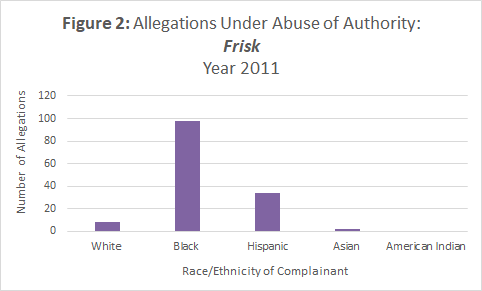 Figure 2: Allegations Under Abuse of Authority:
Frisk
Year 2011
Number of Allegations
120
100
80
60
40
20
0
White Black Hispanic Asian American Indian
Race/Ethnicity of Complainant